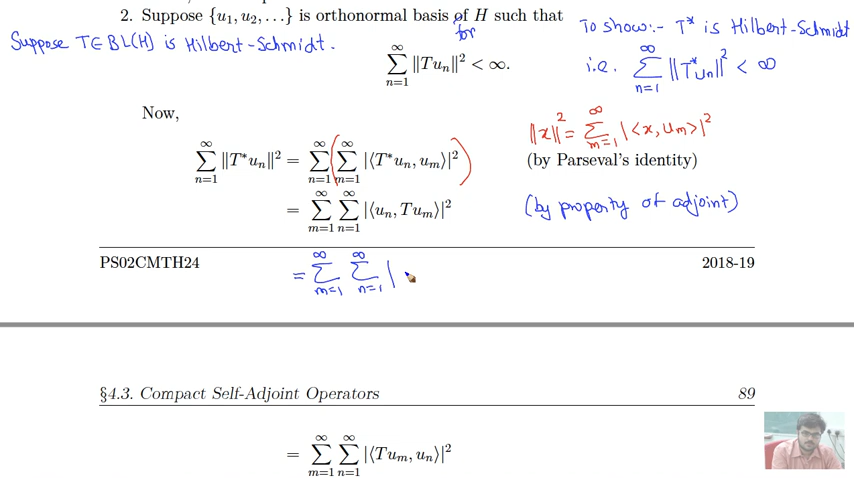 2. Suppose {u₁, u₂, . . .} is orthonormal basis of H such that
for
Suppose T∈BL(H) is Hilbert-Schmidt.
To show:- T* is Hilbert-Schmidt
∑_{n=1}^{∞} ‖Tuₙ‖² < ∞.
i.e. ∑_{n=1}^{∞} ‖T*uₙ‖² < ∞
Now,
‖x‖² = ∑_{m=1}^{∞} |<x, uₘ>|²
∑_{n=1}^{∞} ‖T*uₙ‖² = ∑_{n=1}^{∞} (∑_{m=1}^{∞} |⟨T*uₙ, uₘ⟩|²) (by Parseval's identity)
= ∑_{m=1}^{∞} ∑_{n=1}^{∞} |⟨uₙ, Tuₘ⟩|² (by property of adjoint)
PS02CMTH24 2018-19
= ∑_{m=1}^{∞} ∑_{n=1}^{∞} |
§4.3. Compact Self-Adjoint Operators 89
= ∑_{m=1}^{∞} ∑_{n=1}^{∞} |⟨Tuₘ, uₙ⟩|²